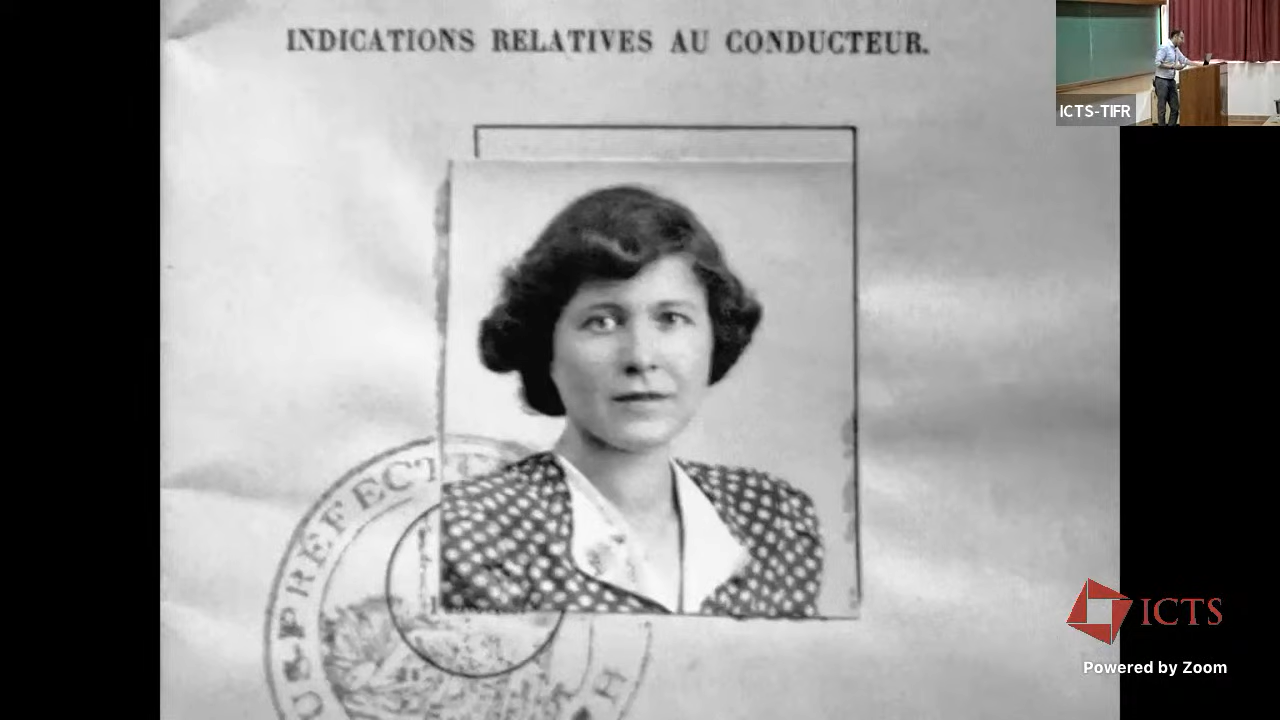 INDICATIONS RELATIVES AU CONDUCTEUR.
ICTS-TIFR
ICTS
Powered by Zoom